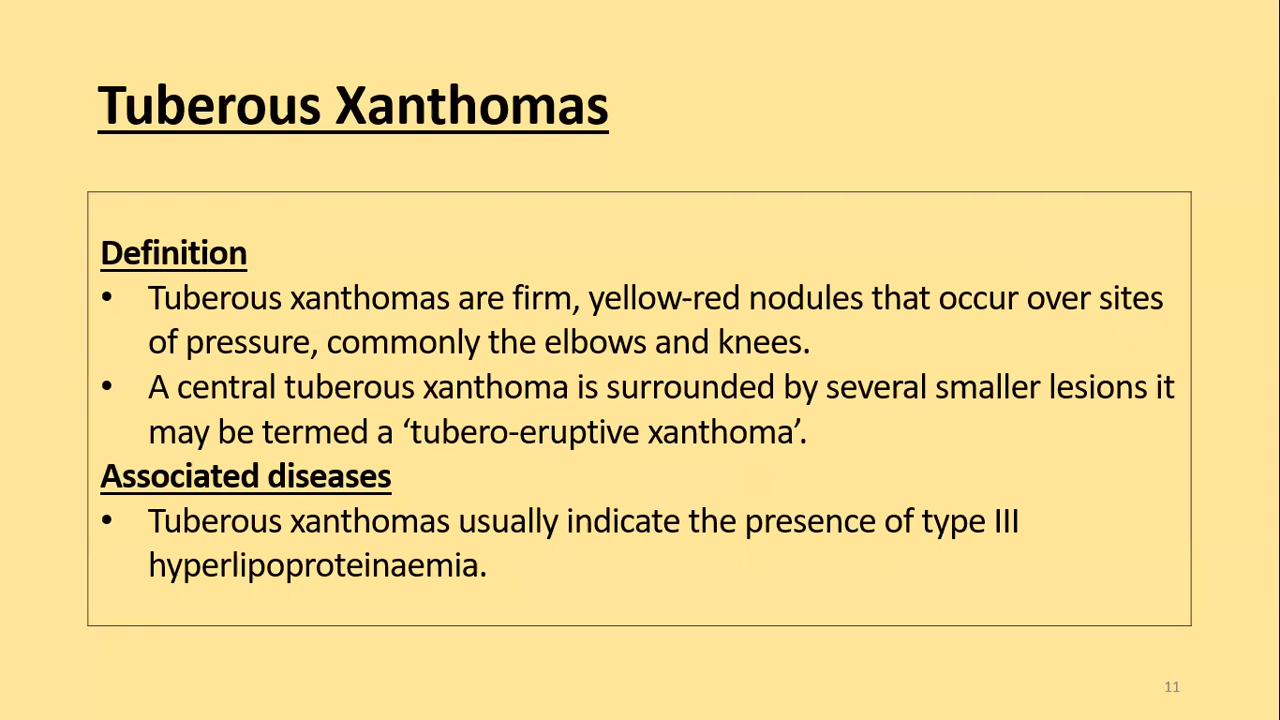 Tuberous Xanthomas
Definition
• Tuberous xanthomas are firm, yellow-red nodules that occur over sites
of pressure, commonly the elbows and knees.
• A central tuberous xanthoma is surrounded by several smaller lesions it
may be termed a ‘tubero-eruptive xanthoma’.
Associated diseases
• Tuberous xanthomas usually indicate the presence of type III
hyperlipoproteinaemia.
11